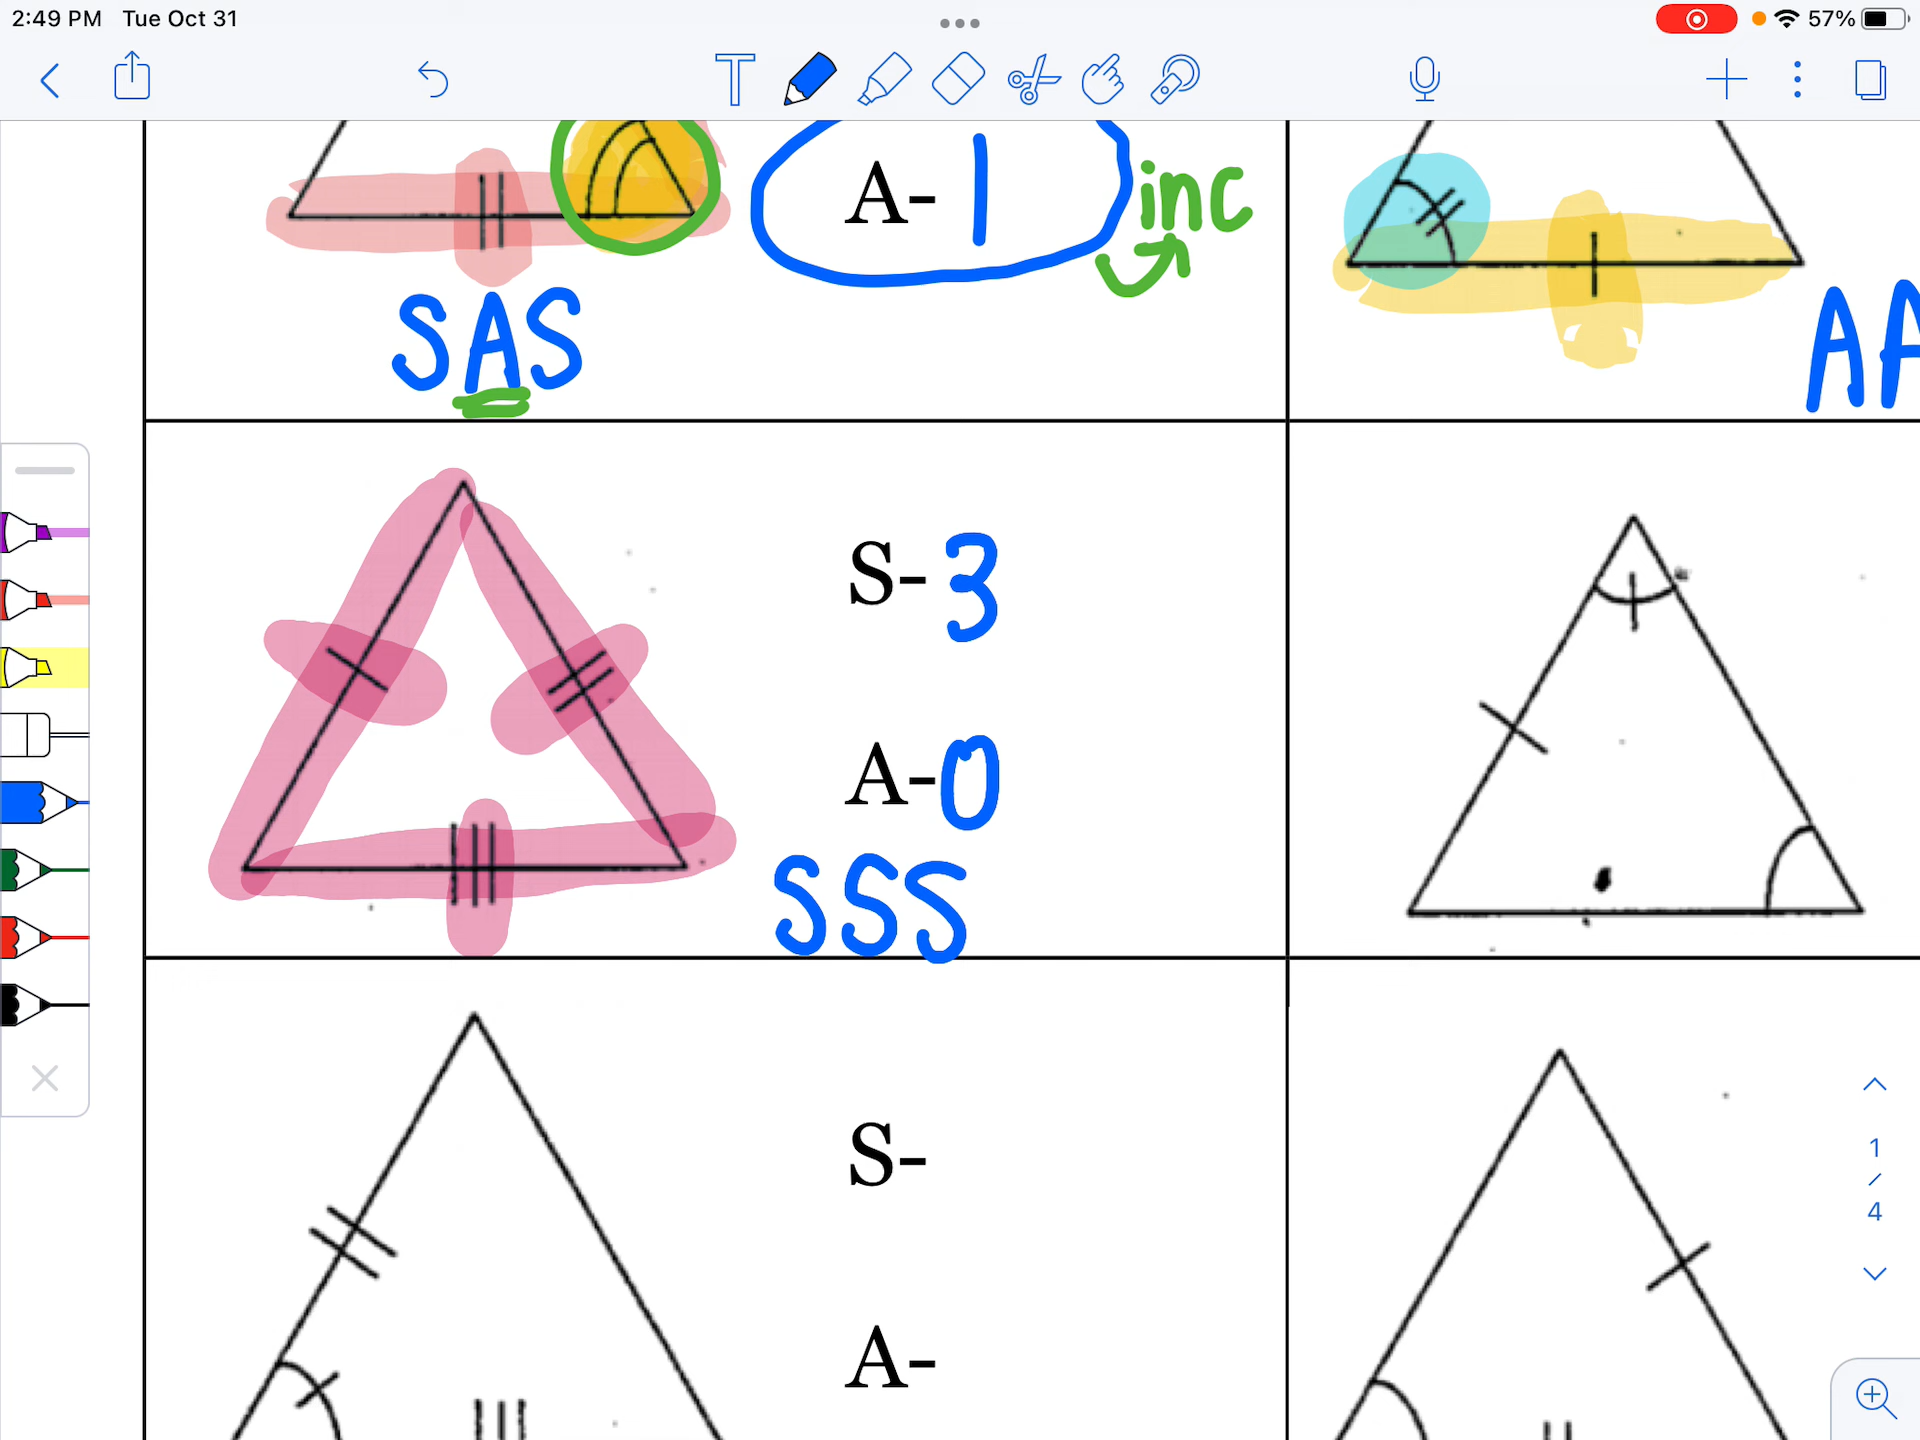 2:49 PM Tue Oct 31
57%
T
A- 1
inc
SAS
AA
S- 3
A- 0
SSS
S-
A-
1
/
4